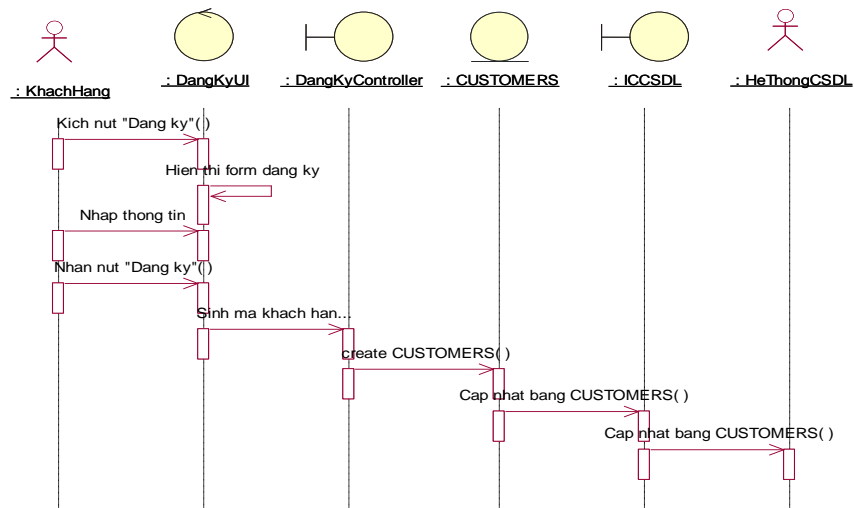 : KhachHang
: DangKyUI
: DangKyController
: CUSTOMERS
: ICCSDL
: HeThongCSDL
Kich nut "Dang ky"( )
Hien thi form dang ky
Nhap thong tin
Nhan nut "Dang ky"( )
Sinh ma khach han...
create CUSTOMERS( )
Cap nhat bang CUSTOMERS( )
Cap nhat bang CUSTOMERS( )